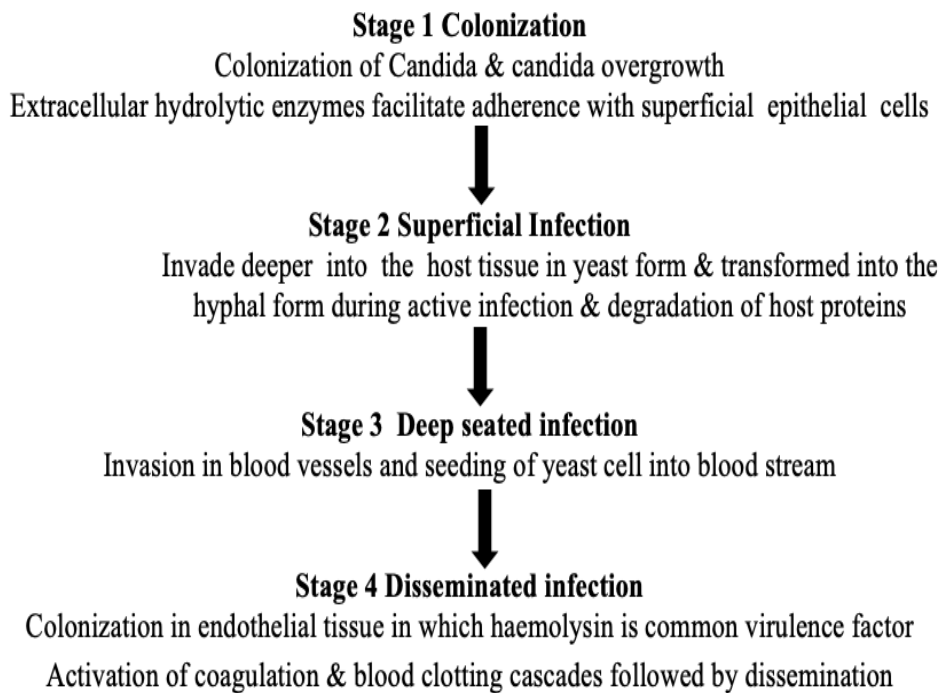 Stage 1 Colonization
Colonization of Candida & candida overgrowth
Extracellular hydrolytic enzymes facilitate adherence with superficial epithelial cells
Stage 2 Superficial Infection
Invade deeper into the host tissue in yeast form & transformed into the
hyphal form during active infection & degradation of host proteins
Stage 3 Deep seated infection
Invasion in blood vessels and seeding of yeast cell into blood stream
Stage 4 Disseminated infection
Colonization in endothelial tissue in which haemolysin is common virulence factor
Activation of coagulation & blood clotting cascades followed by dissemination